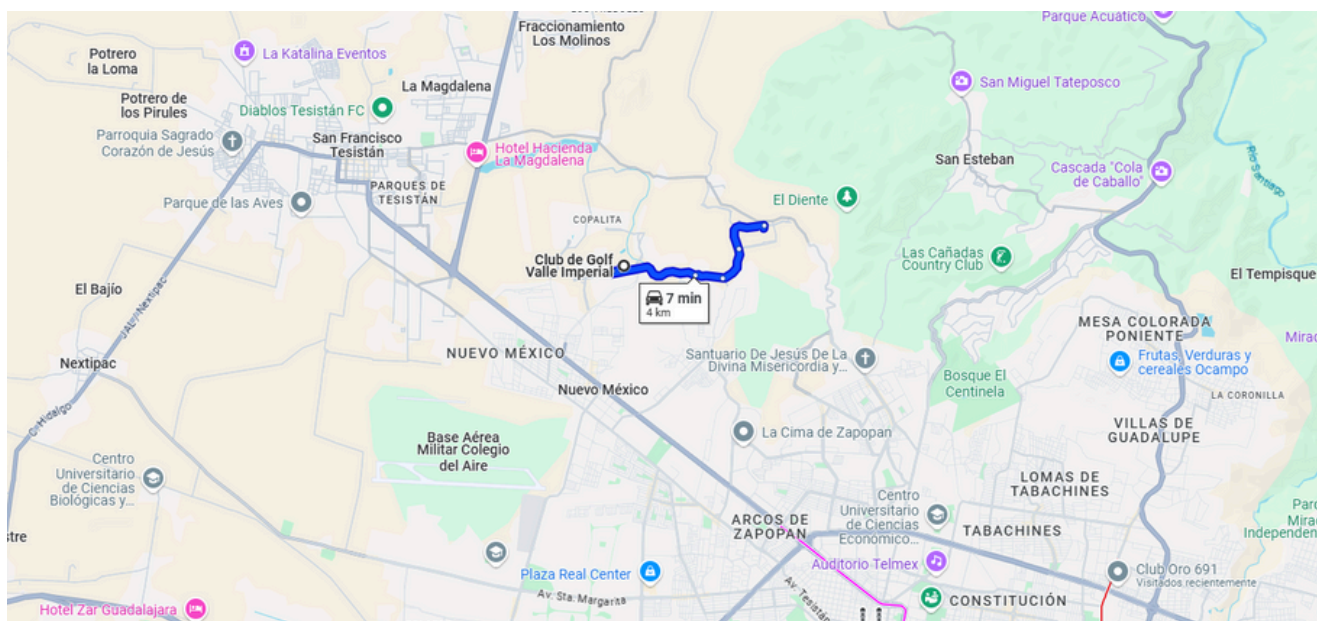 Fraccionamiento
Los Molinos
Parque Acuático
Potrero
la Loma
La Katalina Eventos
La Magdalena
San Miguel Tateposco
Potrero de
los Pirules
Diablos Tesistán FC
Parroquia Sagrado
Corazón de Jesús
San Francisco
Tesistán
Hotel Hacienda
La Magdalena
San Esteban
Cascada "Cola
de Caballo"
Río Santiago
PARQUES DE
TESISTÁN
Parque de las Aves
El Diente
COPALITA
Club de Golf
Valle Imperial
Las Cañadas
Country Club
El Tempisque
El Bajío
JAL / Nextipac
7 min
4 km
MESA COLORADA
PONIENTE
Nextipac
NUEVO MÉXICO
Santuario De Jesús De La
Divina Misericordia y...
Frutas, Verduras y
cereales Ocampo
Bosque El
Centinela
Nuevo México
LA CORONILLA
C. Hidalgo
Base Aérea
Militar Colegio
del Aire
La Cima de Zapopan
VILLAS DE
GUADALUPE
Centro
Universitario
de Ciencias
Biológicas y...
LOMAS DE
TABACHINES
Centro
Universitario
de Ciencias
Económico...
ARCOS DE
ZAPOPAN
TABACHINES
Plaza Real Center
Auditorio Telmex
Club Oro 691
Visitados recientemente
Av. Sta. Margarita
Av. Tesistán
Hotel Zar Guadalajara
CONSTITUCIÓN